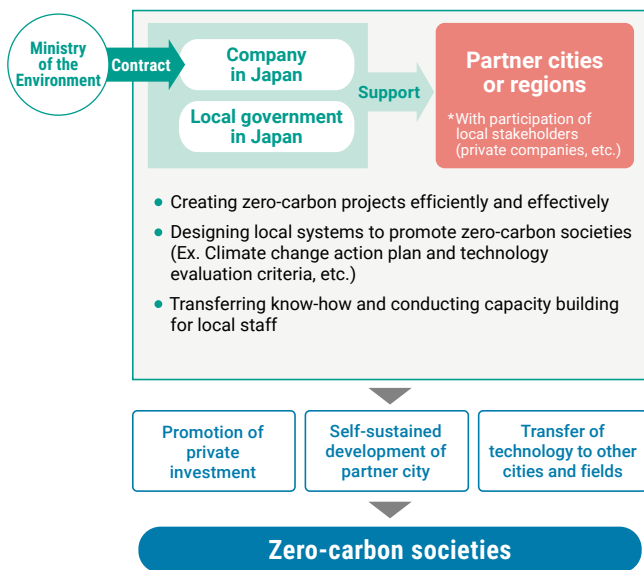 Ministry
of the
Environment
Contract
Company
in Japan
Local government
in Japan
Support
Partner cities
or regions
*With participation of
local stakeholders
(private companies, etc.)
• Creating zero-carbon projects efficiently and effectively
• Designing local systems to promote zero-carbon societies
(Ex. Climate change action plan and technology
evaluation criteria, etc.)
• Transferring know-how and conducting capacity building
for local staff
Promotion of
private
investment
Self-sustained
development of
partner city
Transfer of
technology to other
cities and fields
Zero-carbon societies